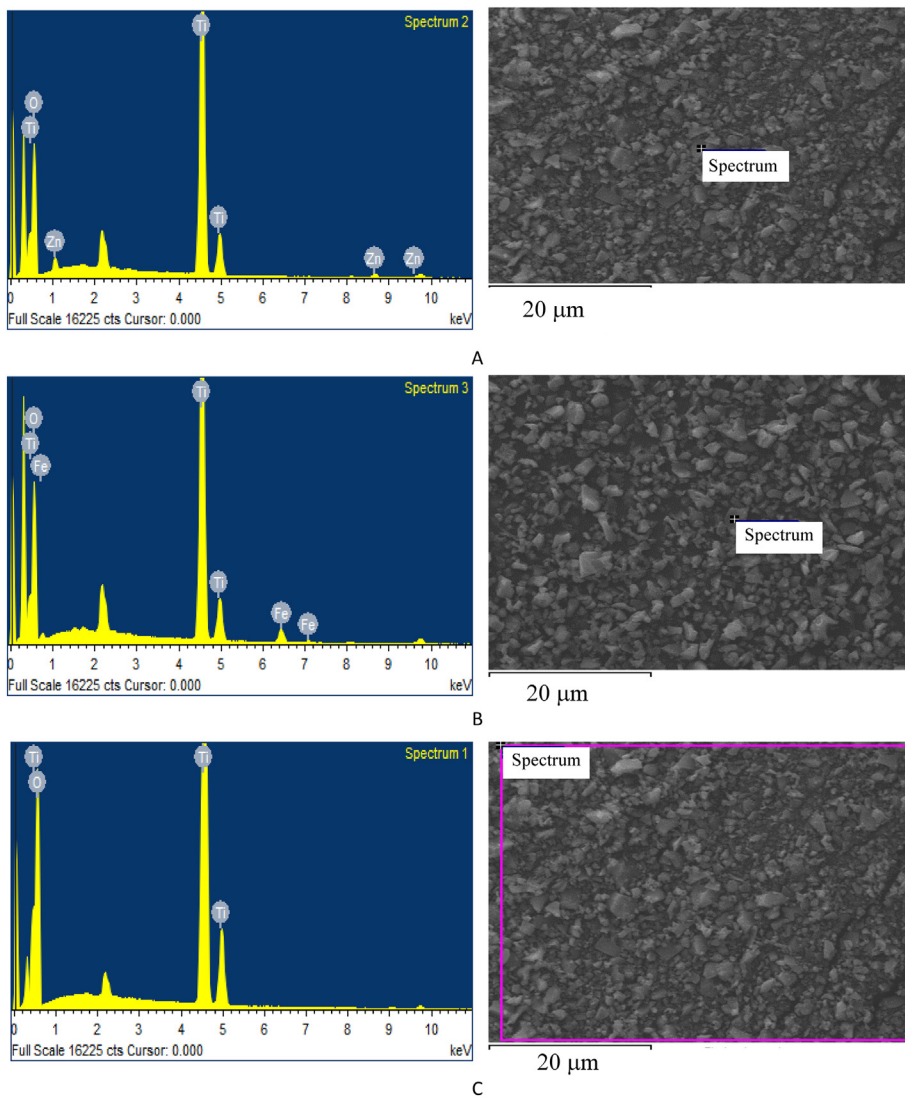 Spectrum 2
Ti
O
Ti
Ti
Zn
Zn
Zn
0 1 2 3 4 5 6 7 8 9 10
Full Scale 16225 cts Cursor: 0.000 keV
Spectrum
20 μm
A
Spectrum 3
Ti
O
Ti
Fe
Ti
Fe
Fe
0 1 2 3 4 5 6 7 8 9 10
Full Scale 16225 cts Cursor: 0.000 keV
Spectrum
20 μm
B
Spectrum 1
Ti
Ti
O
Ti
0 1 2 3 4 5 6 7 8 9 10
Full Scale 16225 cts Cursor: 0.000 keV
Spectrum
20 μm
C